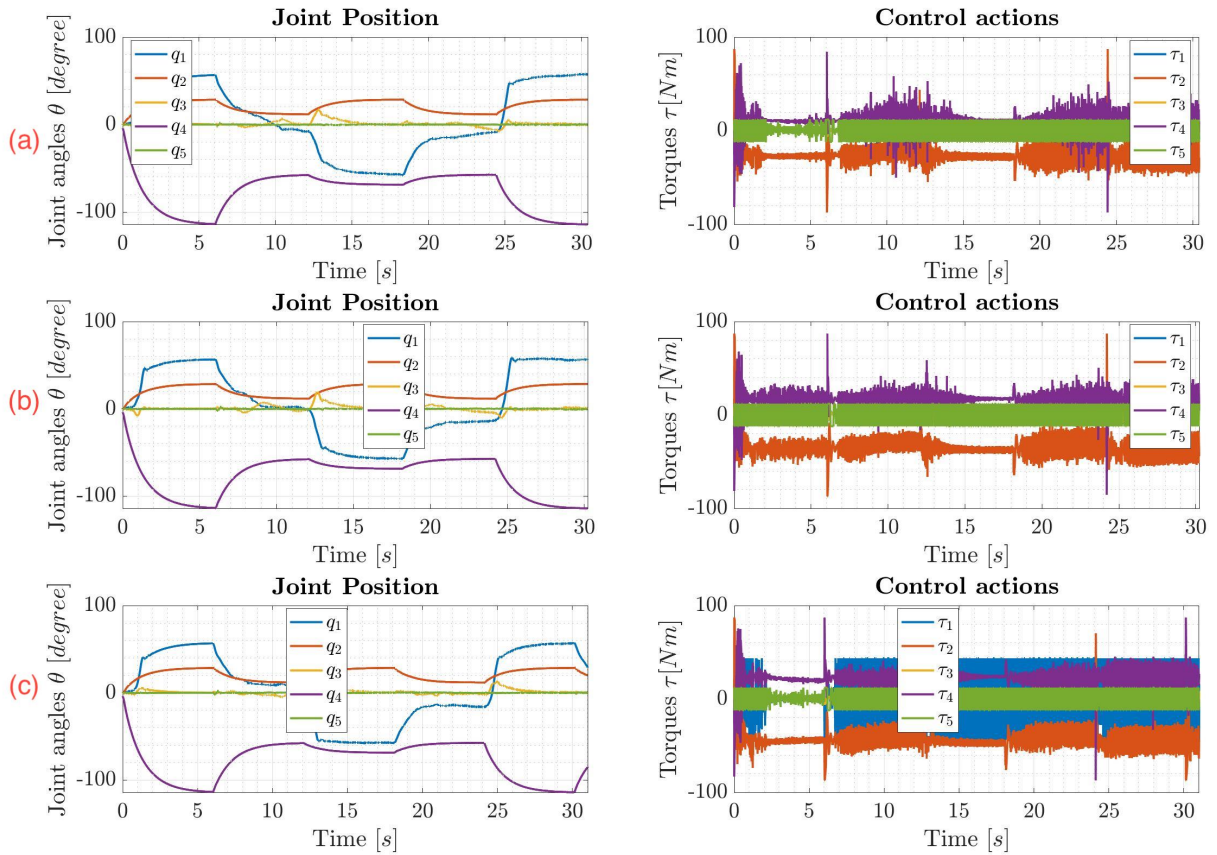 Joint Position
Control actions
(a)
Joint angles θ [degree]
100
0
-100
q1
q2
q3
q4
q5
0 5 10 15 20 25 30
Time [s]
Torques τ [Nm]
100
0
-100
τ1
τ2
τ3
τ4
τ5
0 5 10 15 20 25 30
Time [s]
Joint Position
Control actions
(b)
Joint angles θ [degree]
100
0
-100
q1
q2
q3
q4
q5
0 5 10 15 20 25 30
Time [s]
Torques τ [Nm]
100
0
-100
τ1
τ2
τ3
τ4
τ5
0 5 10 15 20 25 30
Time [s]
Joint Position
Control actions
(c)
Joint angles θ [degree]
100
0
-100
q1
q2
q3
q4
q5
0 5 10 15 20 25 30
Time [s]
Torques τ [Nm]
100
0
-100
τ1
τ2
τ3
τ4
τ5
0 5 10 15 20 25 30
Time [s]